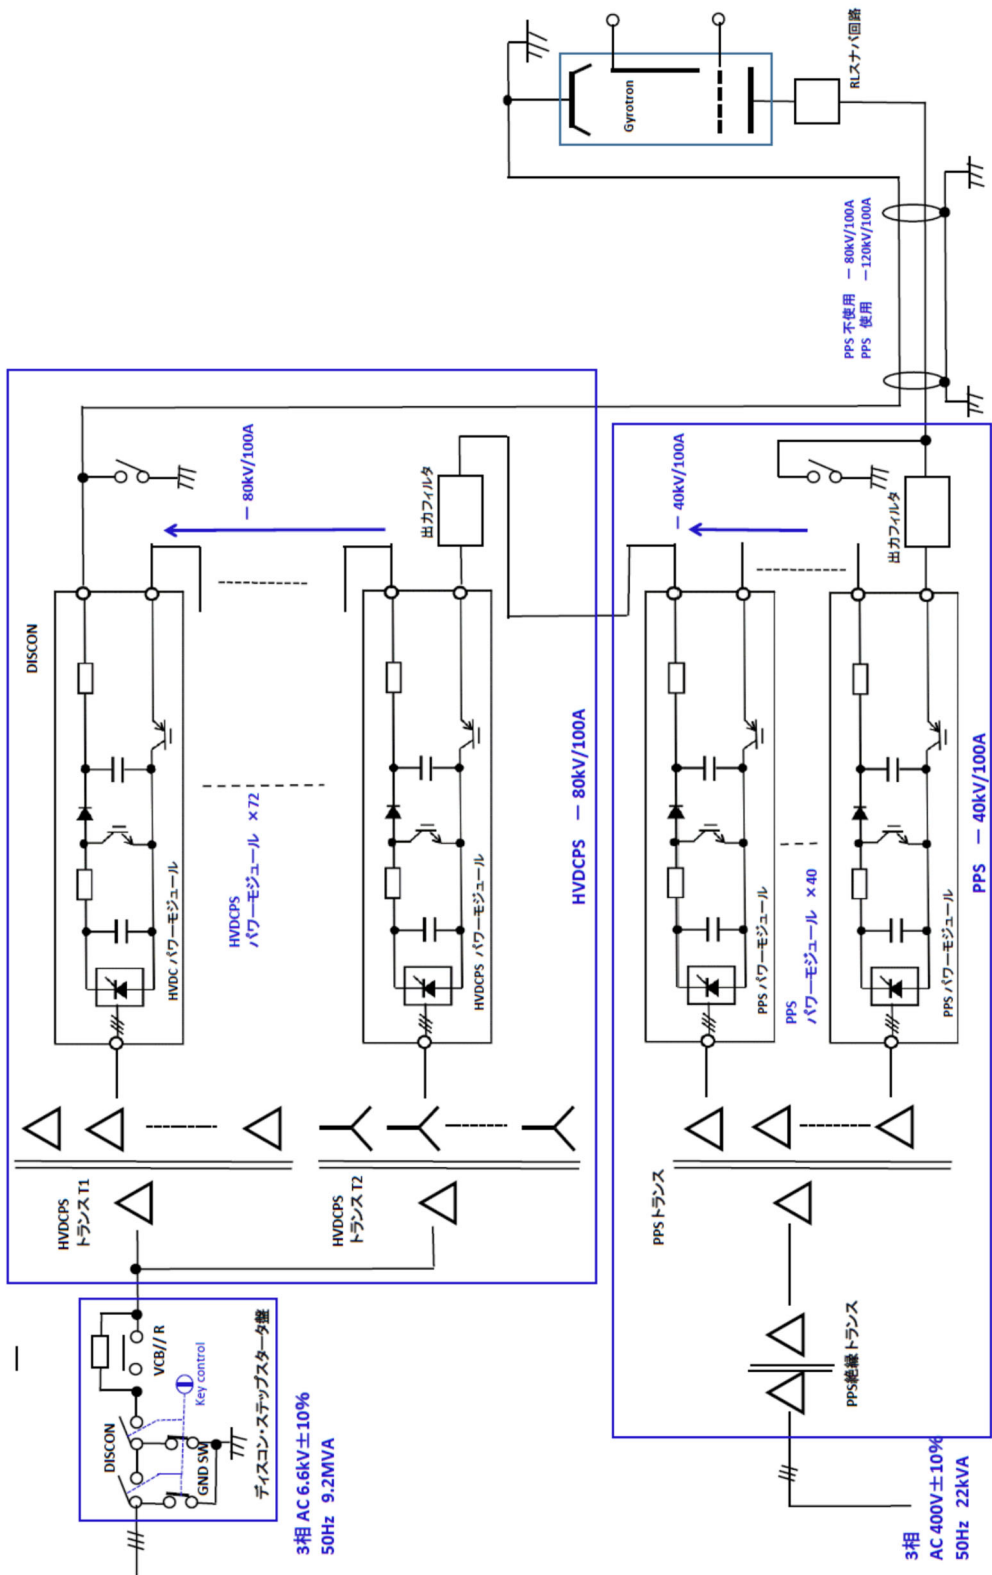 3相 AC 6.6kV±10%
50Hz 9.2MVA
DISCON
GND SW
VCB// R
Key control
ディスコン・ステップスタータ盤
HVDCPS
トランス T1
HVDCPS
トランス T2
DISCON
HVDC パワーモジュール
HVDCPS
パワーモジュール ×72
HVDCPS パワーモジュール
― 80kV/100A
出力フィルタ
HVDCPS ― 80kV/100A
3相
AC 400V±10%
50Hz 22kVA
PPS絶縁トランス
PPSトランス
PPS パワーモジュール
PPS
パワーモジュール ×40
PPS パワーモジュール
― 40kV/100A
出力フィルタ
PPS ― 40kV/100A
PPS 不使用 ― 80kV/100A
PPS 使用 ―120kV/100A
Gyrotron
RLスナバ回路